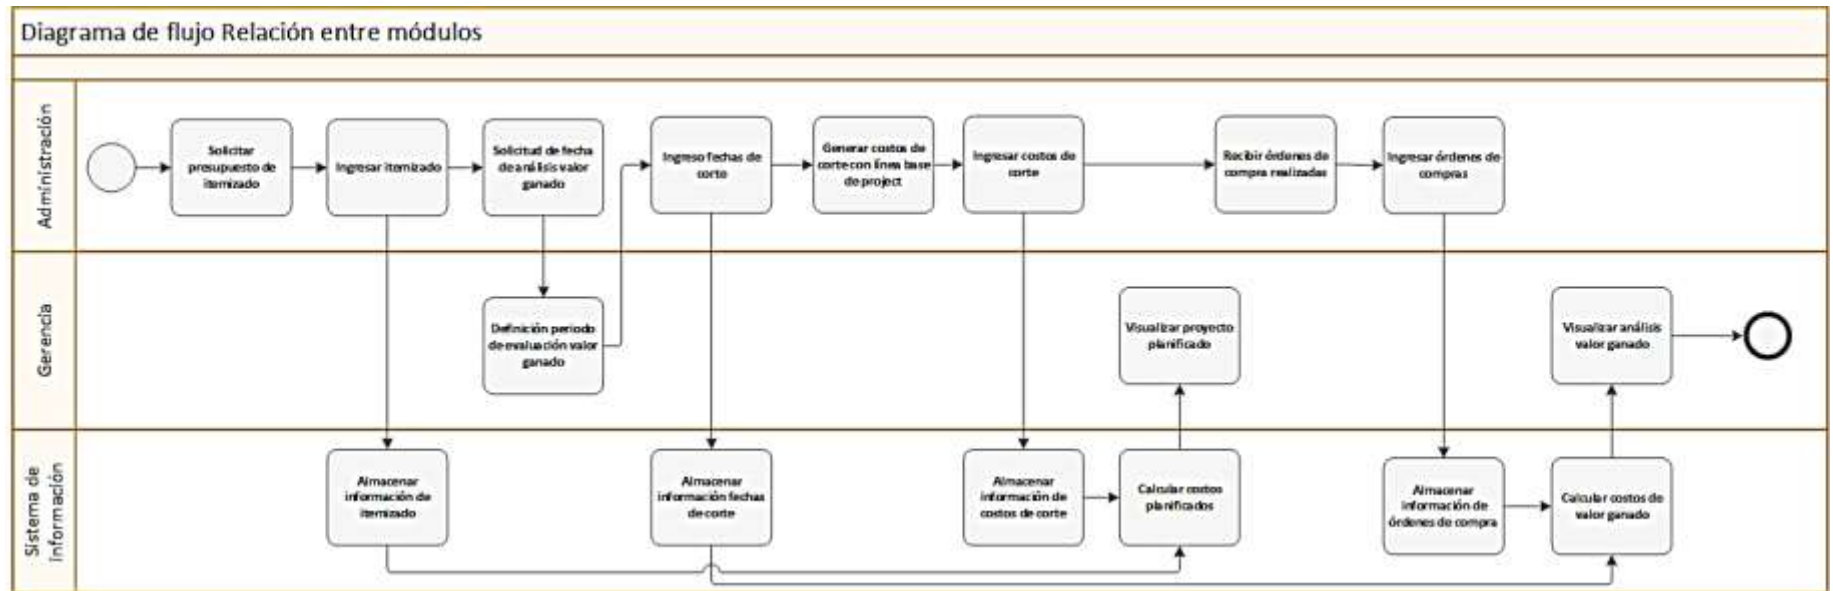 Diagrama de flujo Relación entre módulos
Administración
Solicitar
presupuesto de
itemizado
Ingresar itemizado
Solicitud de fecha
de análisis valor
ganado
Ingreso fechas de
corte
Generar costos de
corte con línea base
de project
Ingresar costos de
corte
Recibir órdenes de
compra realizadas
Ingresar órdenes de
compras
Gerencia
Definición periodo
de evaluación valor
ganado
Visualizar proyecto
planificado
Visualizar análisis
valor ganado
Sistema de
información
Almacenar
información de
itemizado
Almacenar
información fechas
de corte
Almacenar
información de
costos de corte
Calcular costos
planificados
Almacenar
información de
órdenes de compra
Calcular costos de
valor ganado